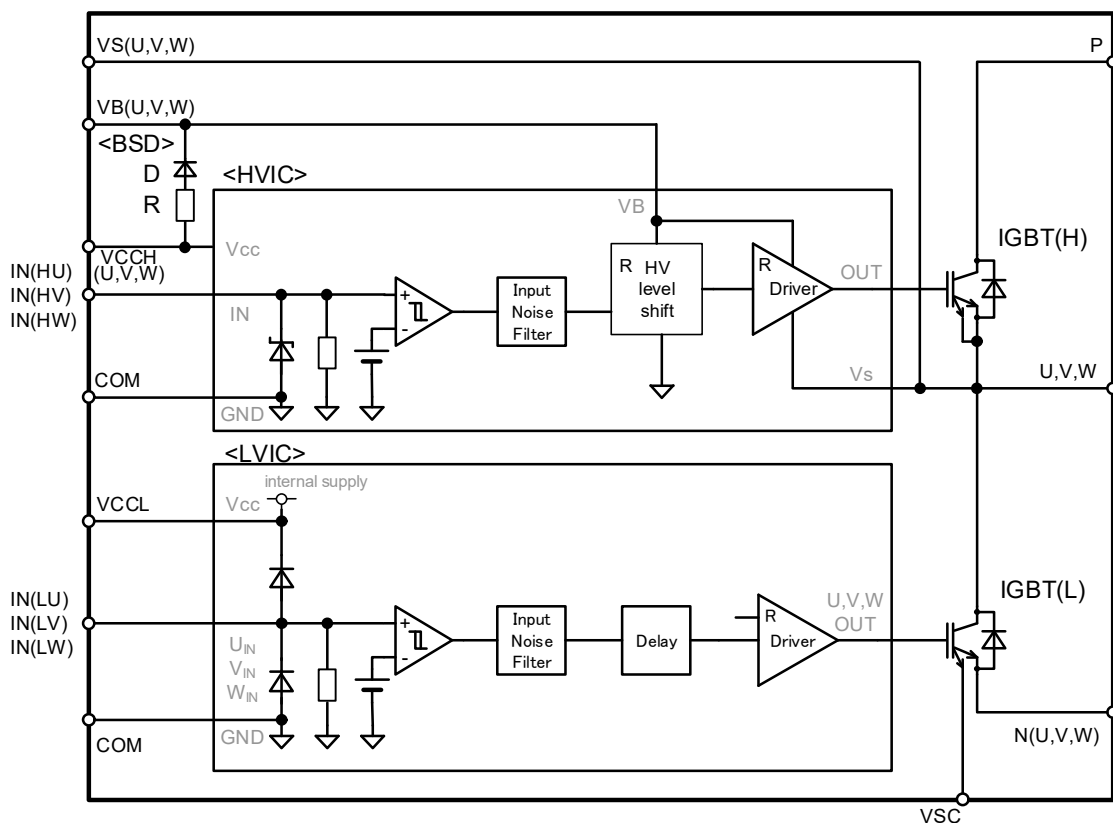 VS(U,V,W)
P
VB(U,V,W)
<BSD>
D
R
<HVIC>
VB
IGBT(H)
VCCH
(U,V,W)
Vcc
IN(HU)
IN(HV)
IN(HW)
IN
+
-
Input
Noise
Filter
R HV
level
shift
R
Driver
OUT
COM
GND
Vs
U,V,W
<LVIC>
internal supply
VCCL
Vcc
IN(LU)
IN(LV)
IN(LW)
UIN
VIN
WIN
+
-
Input
Noise
Filter
Delay
R
Driver
U,V,W
OUT
IGBT(L)
COM
GND
N(U,V,W)
VSC